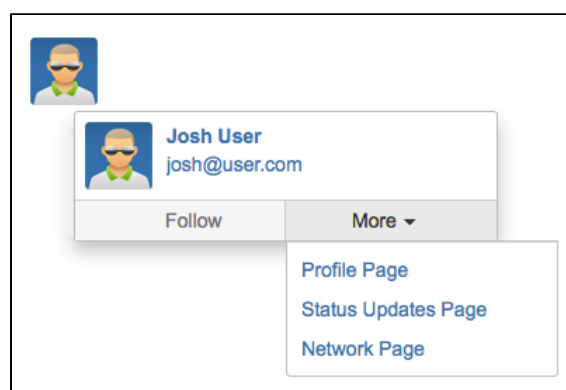 Josh User
josh@user.com
Follow
More
Profile Page
Status Updates Page
Network Page